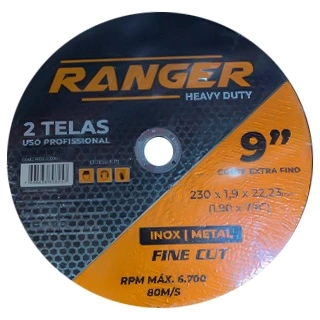 RANGER
HEAVY DUTY
2 TELAS
USO PROFISSIONAL
9"
CORTE EXTRA FINO
230 x 1,9 x 22,23
INOX | METAL
FINE CUT
RPM MÁX. 6.700
80M/S